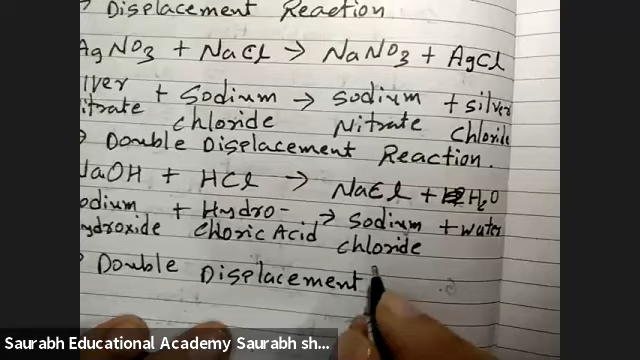 Displacement Reaction
AgNO3 + NaCl → NaNO3 + AgCl
+ Sodium → Sodium + silver
chloride Nitrate Chloride
Double Displacement Reaction.
NaOH + HCl → NaCl + H2O
+ Hydro- → Sodium + water
Chloric Acid chloride
Double Displacement
Saurabh Educational Academy Saurabh sh...